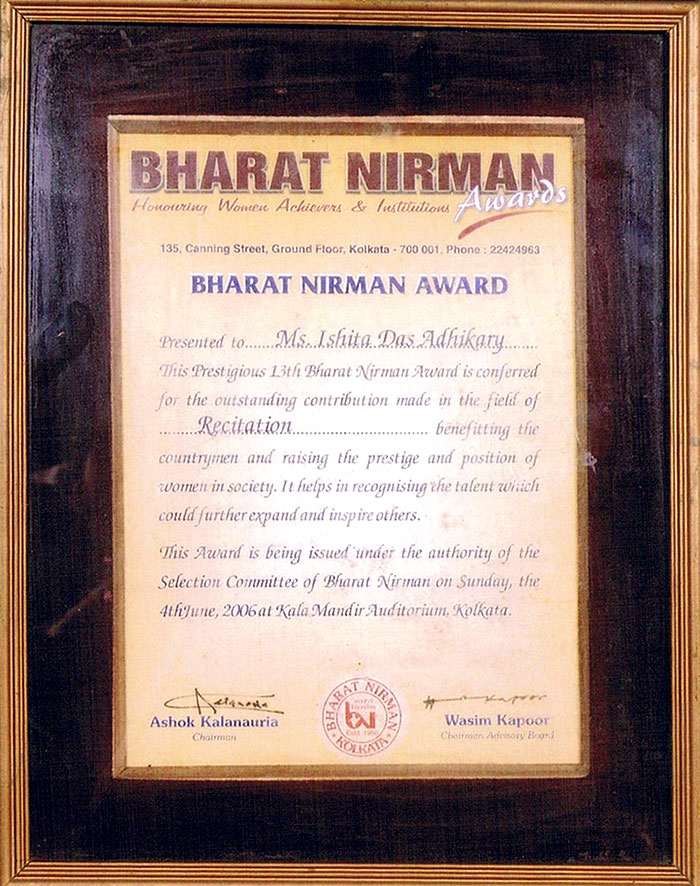 BHARAT NIRMAN
Awards
Honouring Women Achievers & Institutions
135, Canning Street, Ground Floor, Kolkata - 700 001, Phone : 22424963
BHARAT NIRMAN AWARD
Presented to......Ms. Ishita Das Adhikary......
This Prestigious 13th Bharat Nirman Award is conferred
for the outstanding contribution made in the field of
......Recitation...... benefitting the
countrymen and raising the prestige and position of
women in society. It helps in recognising the talent which
could further expand and inspire others.
This Award is being issued under the authority of the
Selection Committee of Bharat Nirman on Sunday, the
4th June, 2006 at Kala Mandir Auditorium, Kolkata.
Ashok Kalanauria
Chairman
BHARAT NIRMAN
KOLKATA
Wasim Kapoor
Chairman Advisory Board